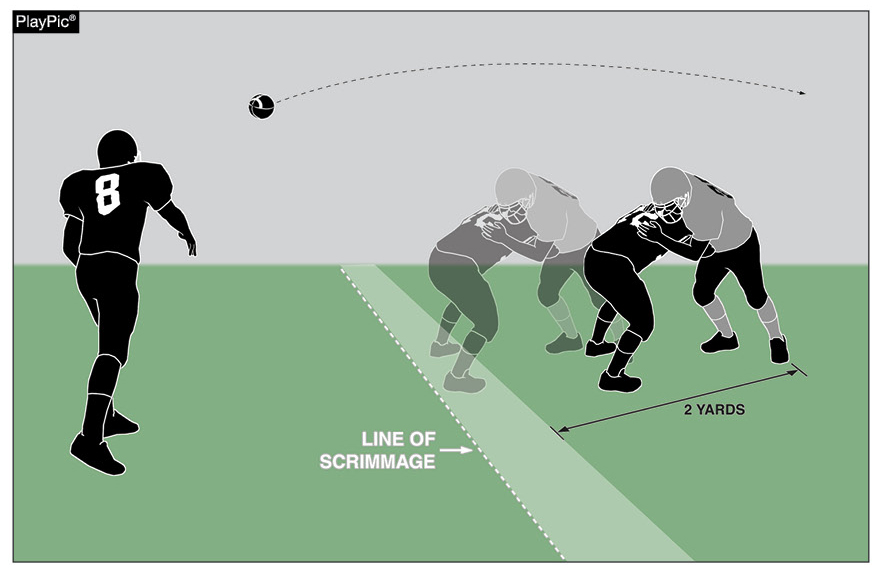 PlayPic®
8
2 YARDS
LINE OF
SCRIMMAGE